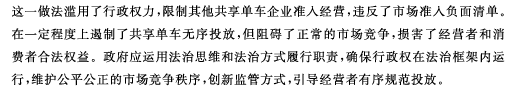 这一做法滥用了行政权力,限制其他共享单车企业准入经营,违反了市场准入负面清单。
在一定程度上遏制了共享单车无序投放,但阻碍了正常的市场竞争,损害了经营者和消
费者合法权益。政府应运用法治思维和法治方式履行职责,确保行政权在法治框架内运
行,维护公平公正的市场竞争秩序,创新监管方式,引导经营者有序规范投放。